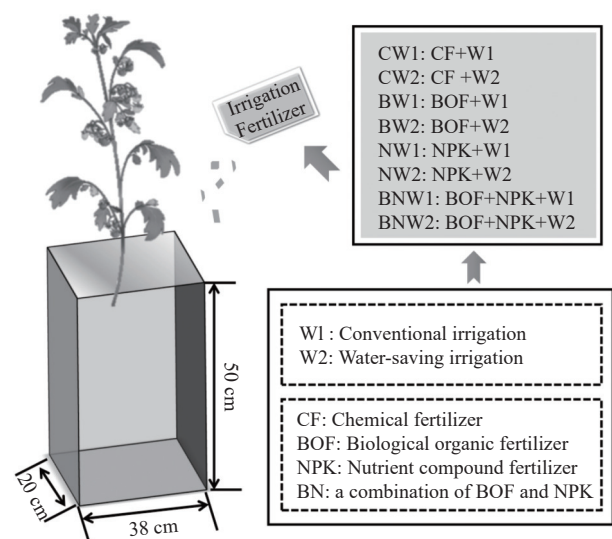 Irrigation
Fertilizer
CW1: CF+W1
CW2: CF +W2
BW1: BOF+W1
BW2: BOF+W2
NW1: NPK+W1
NW2: NPK+W2
BNW1: BOF+NPK+W1
BNW2: BOF+NPK+W2
Wl : Conventional irrigation
W2: Water-saving irrigation
CF: Chemical fertilizer
BOF: Biological organic fertilizer
NPK: Nutrient compound fertilizer
BN: a combination of BOF and NPK
50 cm
20 cm
38 cm